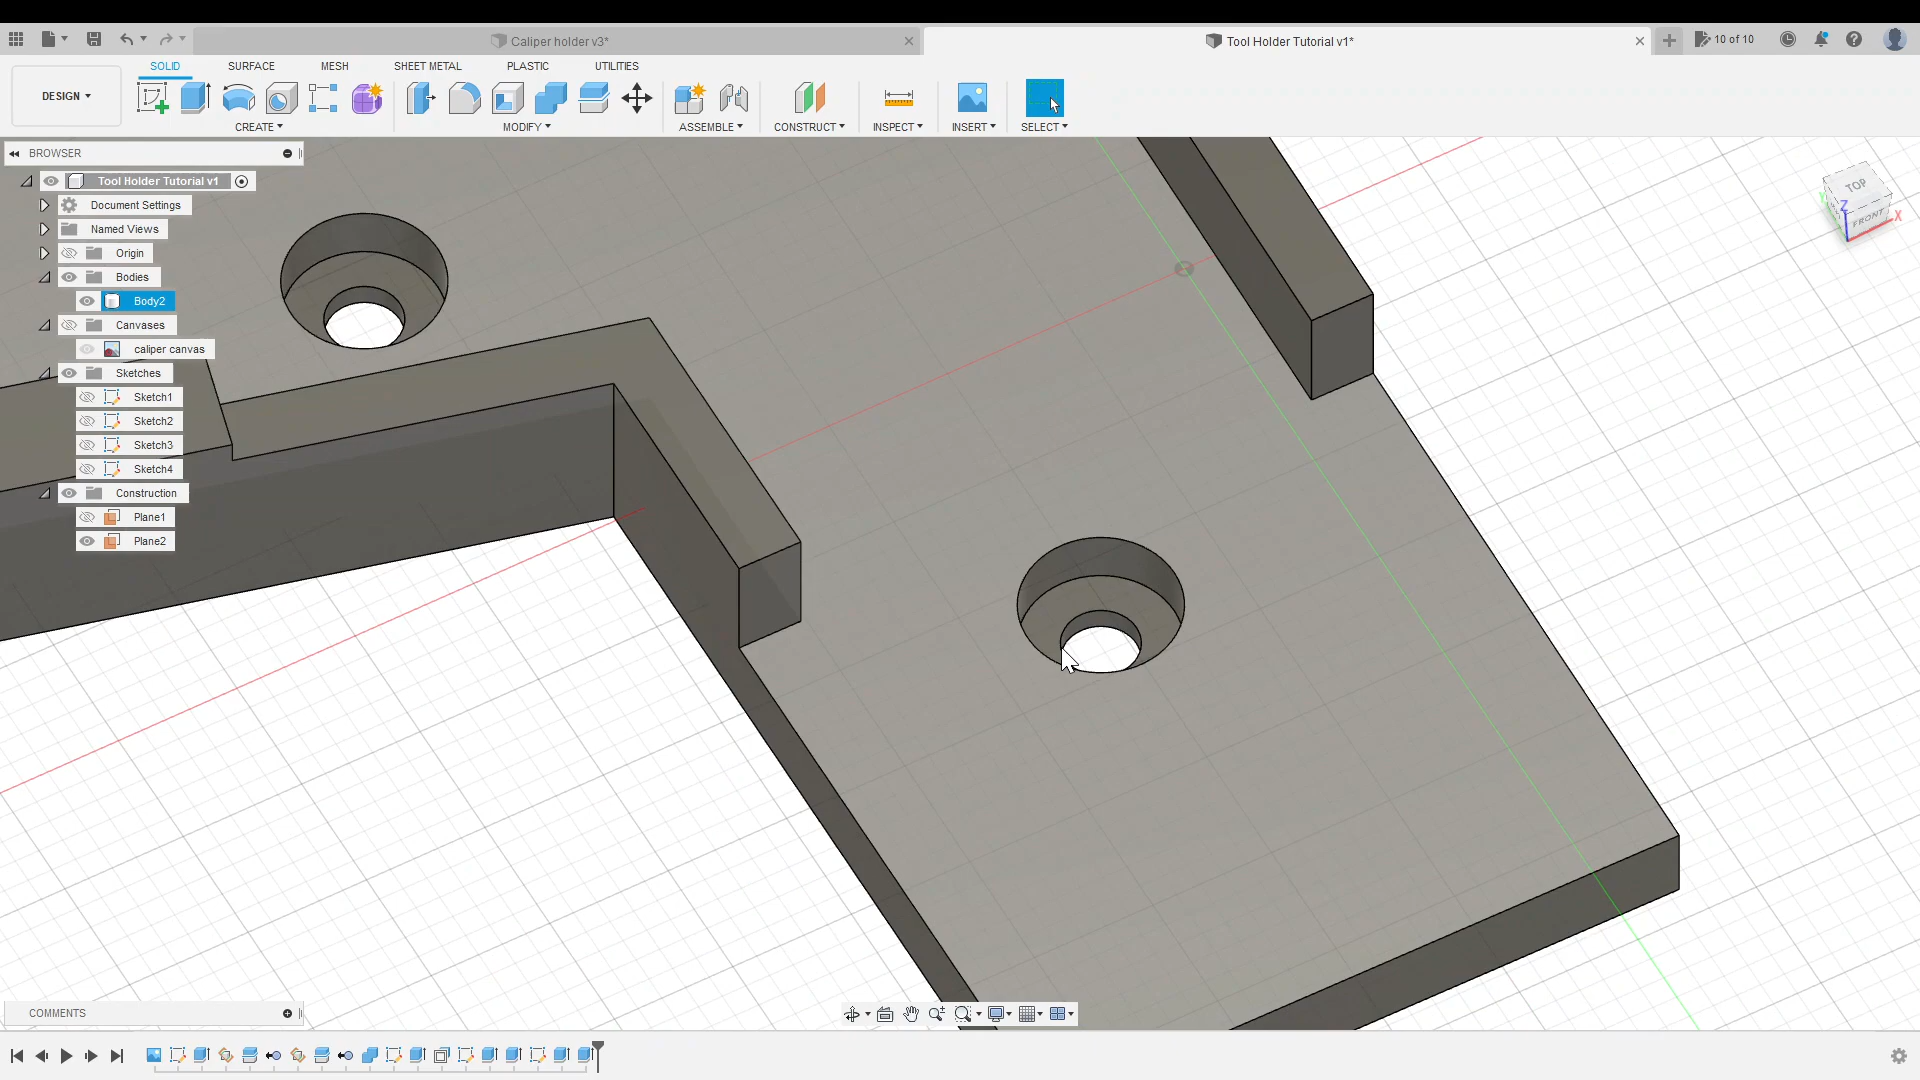 Caliper holder v3*
Tool Holder Tutorial v1*
10 of 10
DESIGN
SOLID
SURFACE
MESH
SHEET METAL
PLASTIC
UTILITIES
CREATE
MODIFY
ASSEMBLE
CONSTRUCT
INSPECT
INSERT
SELECT
BROWSER
Tool Holder Tutorial v1
Document Settings
Named Views
Origin
Bodies
Body2
Canvases
caliper canvas
Sketches
Sketch1
Sketch2
Sketch3
Sketch4
Construction
Plane1
Plane2
TOP
FRONT
Z
X
Y
COMMENTS